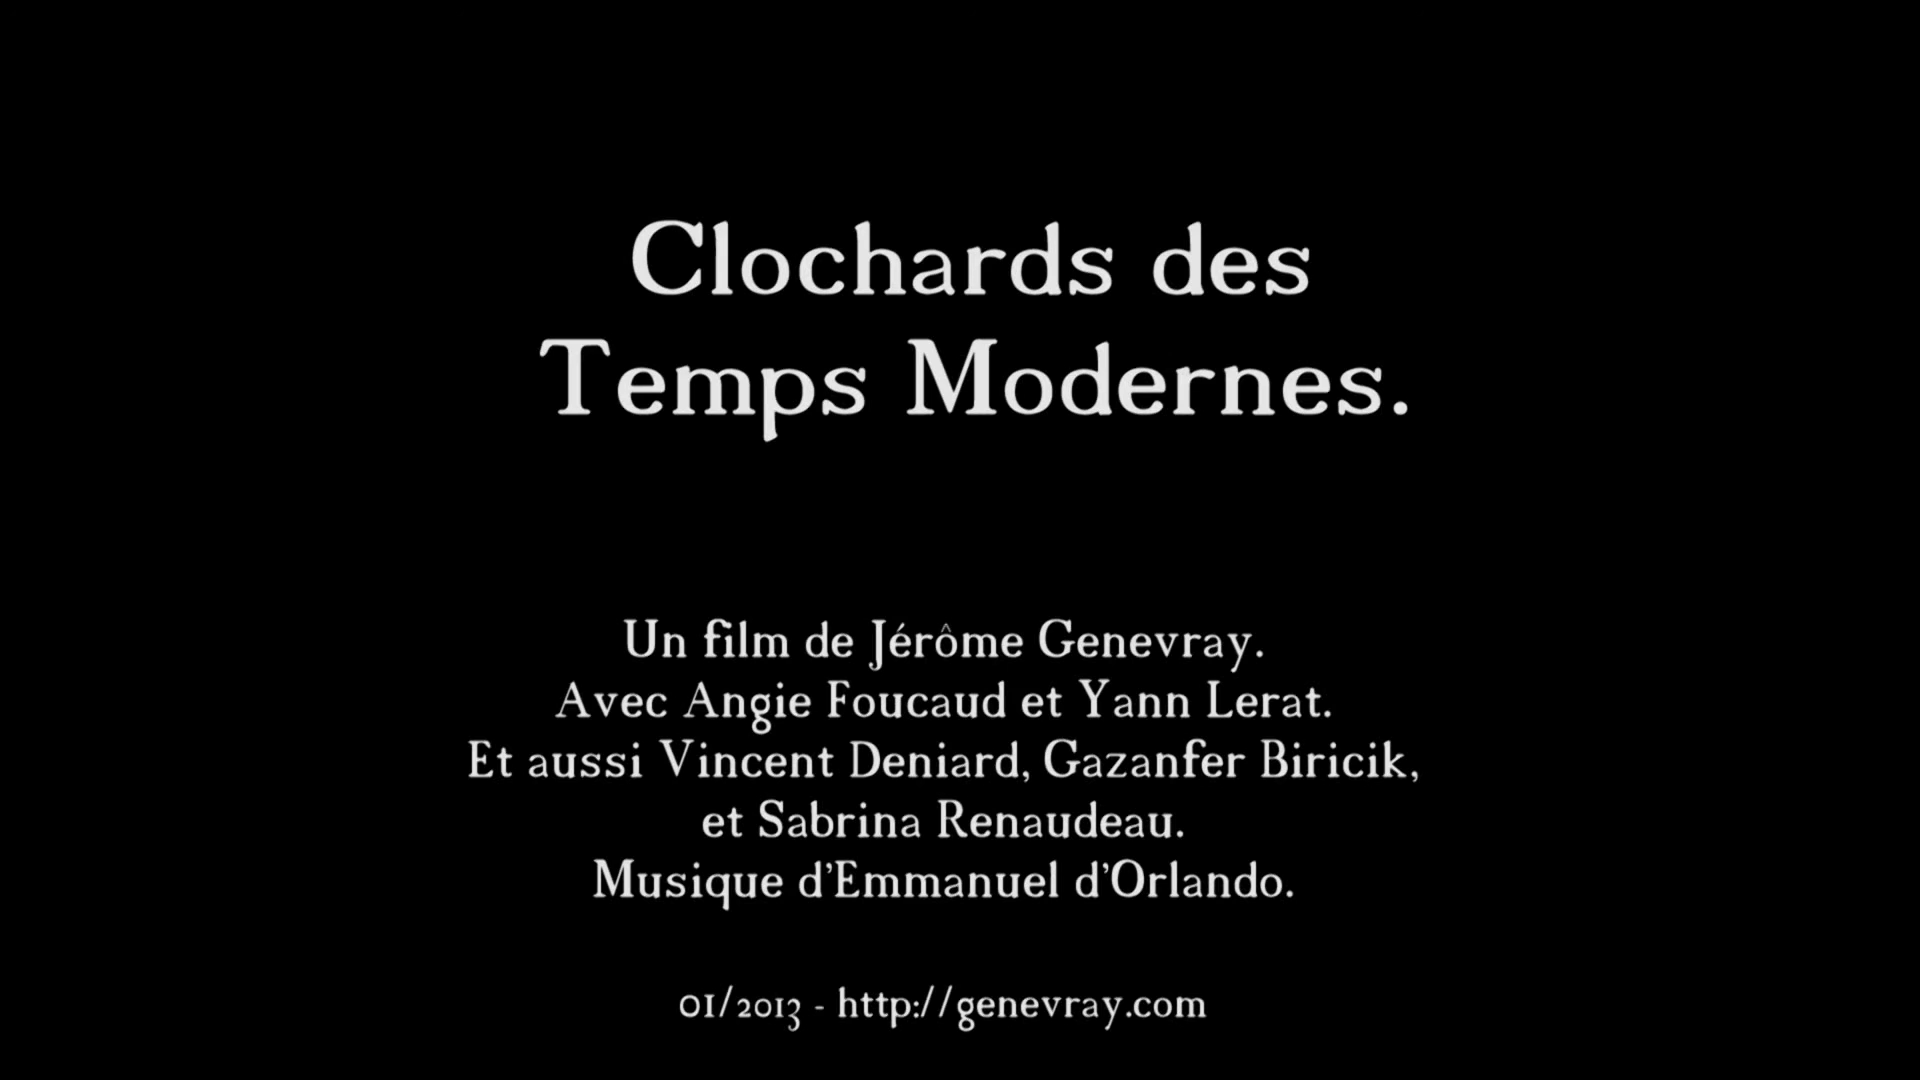 Clochards des
Temps Modernes.
Un film de Jérôme Genevray.
Avec Angie Foucaud et Yann Lerat.
Et aussi Vincent Deniard, Gazanfer Biricik,
et Sabrina Renaudeau.
Musique d'Emmanuel d'Orlando.
01/2013 - http://genevray.com